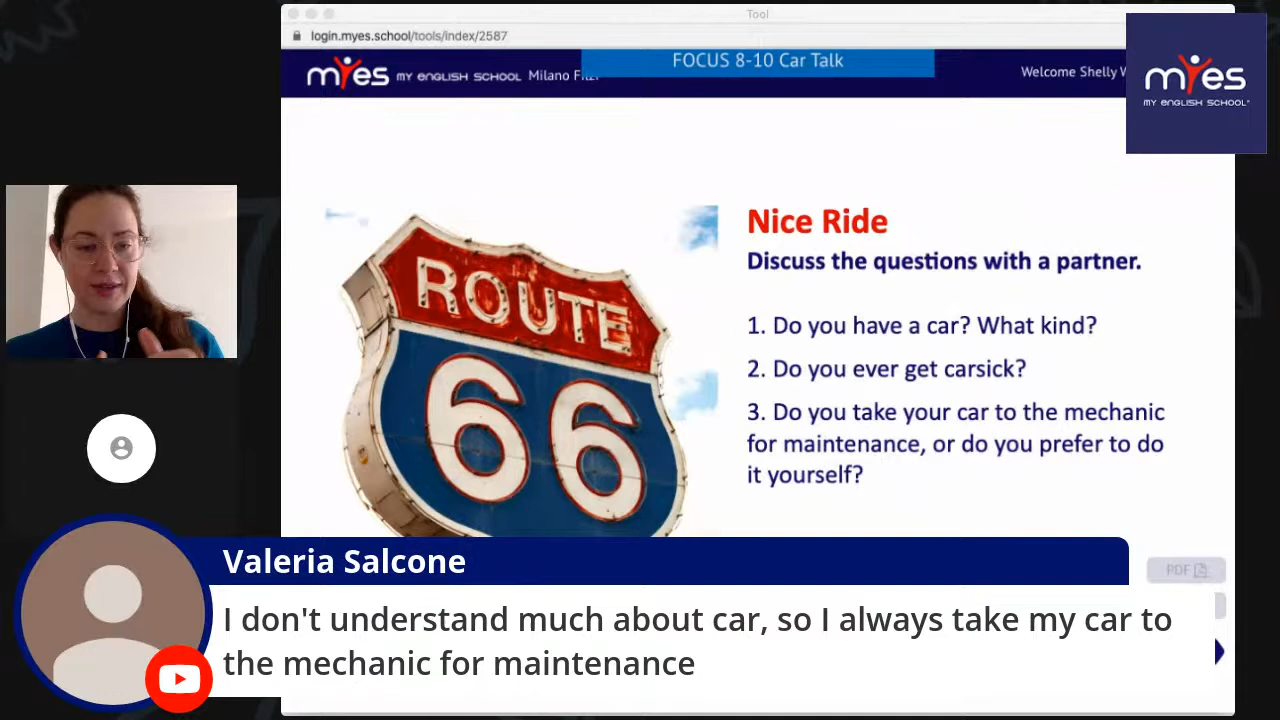 Tool
login.myes.school/tools/index/2587
FOCUS 8-10 Car Talk
myes MY ENGLISH SCHOOL Milano
Welcome Shelly
myes
MY ENGLISH SCHOOL
ROUTE
66
Nice Ride
Discuss the questions with a partner.
1. Do you have a car? What kind?
2. Do you ever get carsick?
3. Do you take your car to the mechanic
for maintenance, or do you prefer to do
it yourself?
PDF
Valeria Salcone
I don't understand much about car, so I always take my car to
the mechanic for maintenance